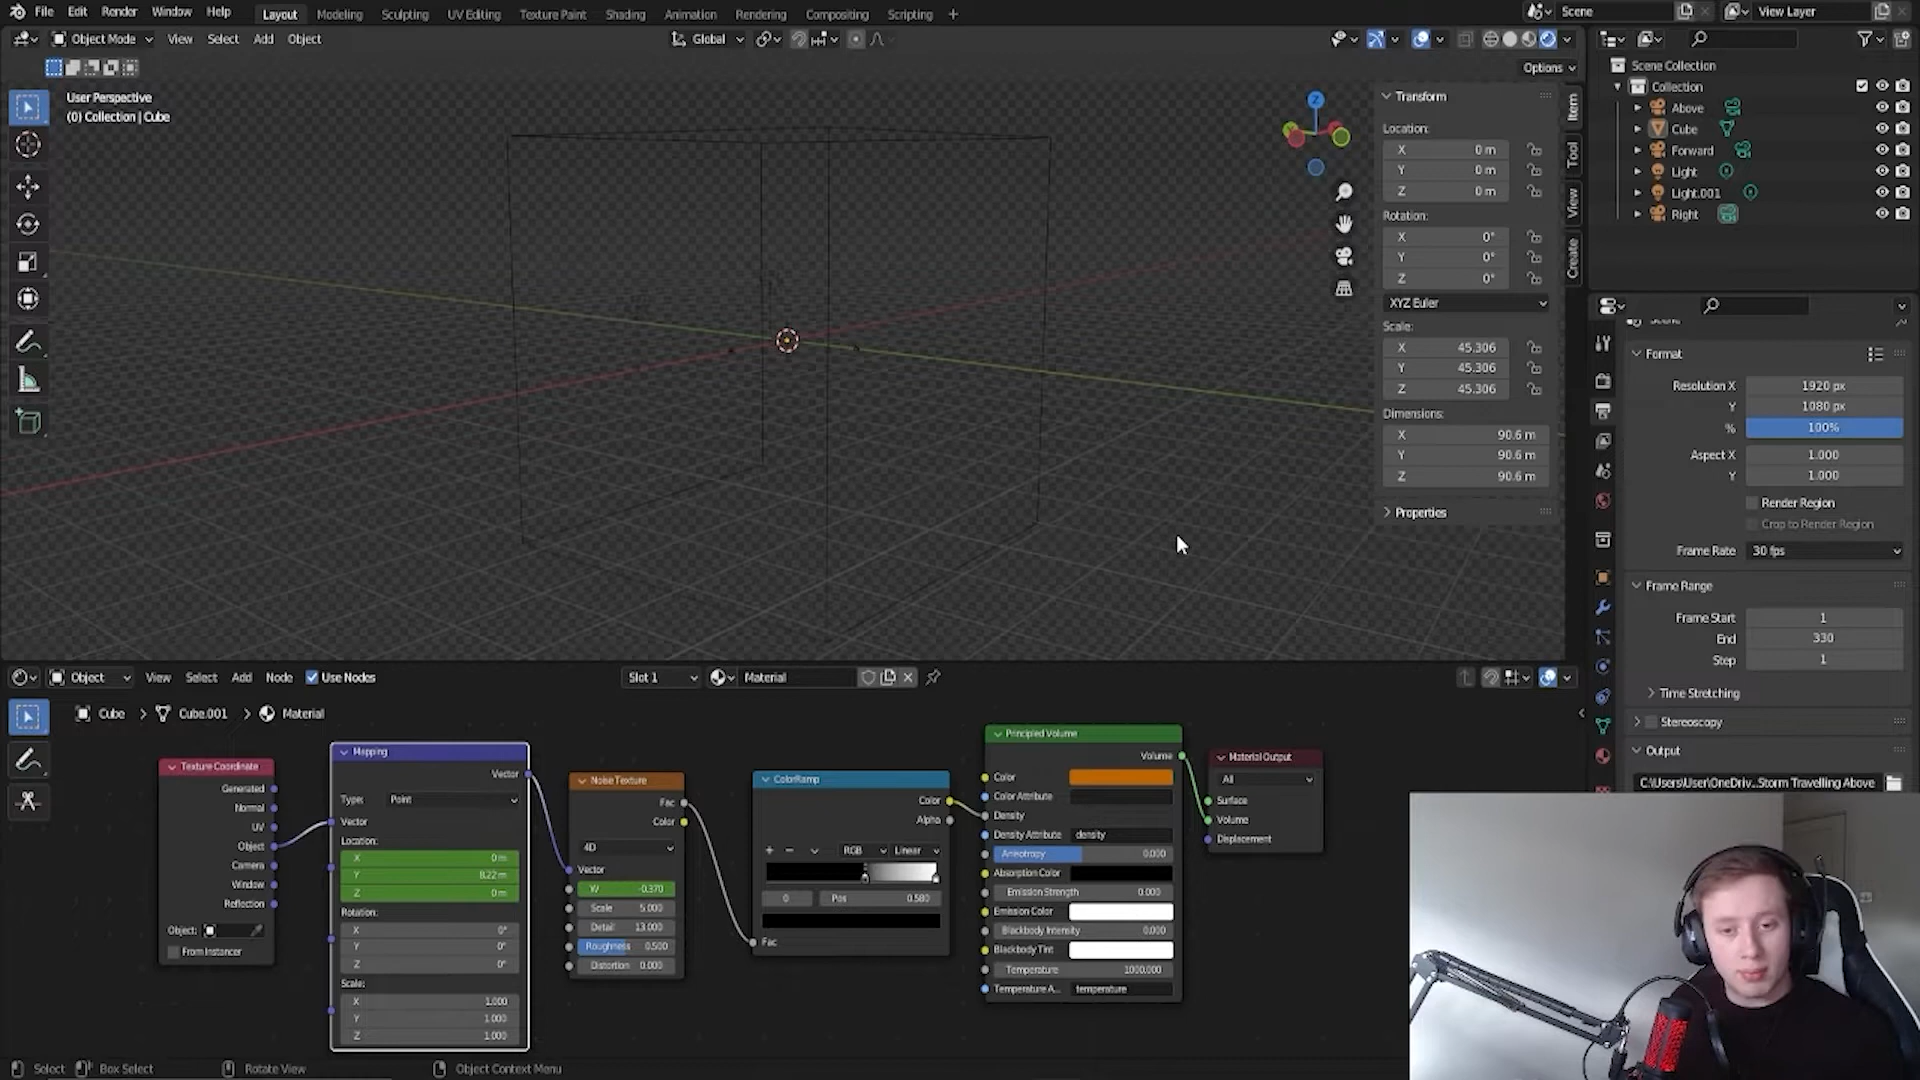 File Edit Render Window Help Layout Modeling Sculpting UV Editing Texture Paint Shading Animation Rendering Compositing Scripting + Scene View Layer
Object Mode View Select Add Object Global
Options
User Perspective
(0) Collection | Cube
Transform
Location:
X 0 m
Y 0 m
Z 0 m
Rotation:
X 0°
Y 0°
Z 0°
XYZ Euler
Scale:
X 45.306
Y 45.306
Z 45.306
Dimensions:
X 90.6 m
Y 90.6 m
Z 90.6 m
Properties
Item
Tool
View
Create
Z
Scene Collection
Collection
Above
Cube
Forward
Light
Light.001
Right
Format
Resolution X 1920 px
Y 1080 px
% 100%
Aspect X 1.000
Y 1.000
Render Region
Crop to Render Region
Frame Rate 30 fps
Frame Range
Frame Start 1
End 330
Step 1
Time Stretching
Stereoscopy
Output
C:\Users\User\OneDriv..Storm Travelling Above
Object View Select Add Node Use Nodes Slot 1 Material
Cube > Cube.001 > Material
Texture Coordinate
Generated
Normal
UV
Object
Camera
Window
Reflection
Object:
From Instancer
Mapping
Vector
Type: Point
Vector
Location:
X 0 m
Y 8.22 m
Z 0 m
Rotation:
X 0°
Y 0°
Z 0°
Scale:
X 1.000
Y 1.000
Z 1.000
Noise Texture
Fac
Color
4D
Vector
W -0.370
Scale 5.000
Detail 13.000
Roughness 0.500
Distortion 0.000
ColorRamp
Color
Alpha
+ − RGB Linear
0 Pos 0.580
Fac
Principled Volume
Volume
Color
Color Attribute
Density
Density Attribute density
Anisotropy 0.000
Absorption Color
Emission Strength 0.000
Emission Color
Blackbody Intensity 0.000
Blackbody Tint
Temperature 1000.000
Temperature A... temperature
Material Output
All
Surface
Volume
Displacement
Select Box Select Rotate View Object Context Menu